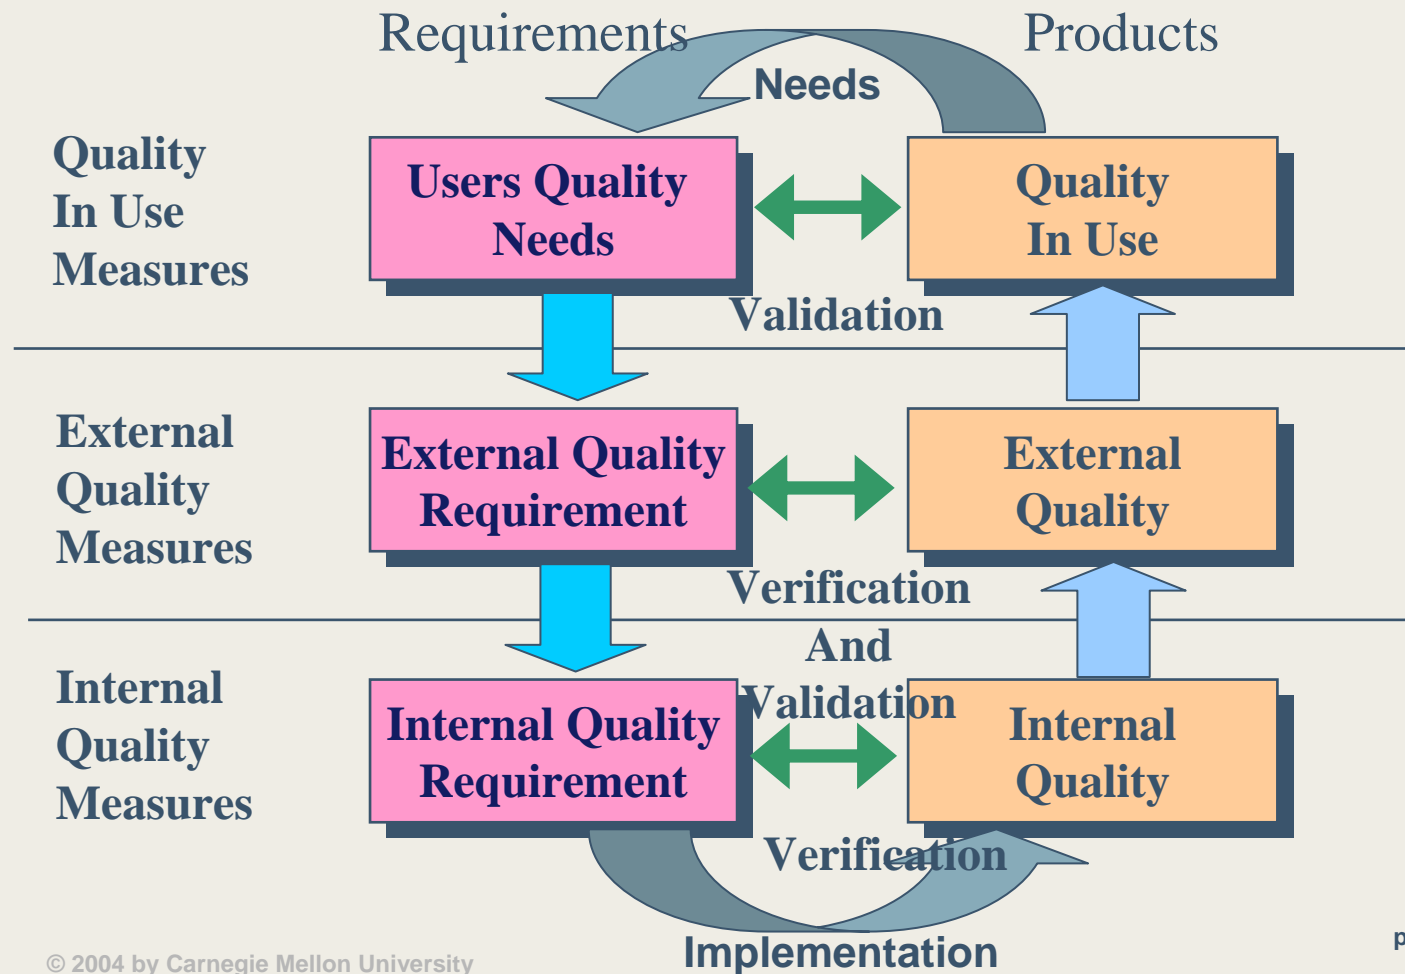 Requirements
Products
Needs
Quality
In Use
Measures
Users Quality
Needs
Quality
In Use
Validation
External
Quality
Measures
External Quality
Requirement
External
Quality
Verification
And
Validation
Internal
Quality
Measures
Internal Quality
Requirement
Internal
Quality
Verification
Implementation
© 2004 by Carnegie Mellon University
p